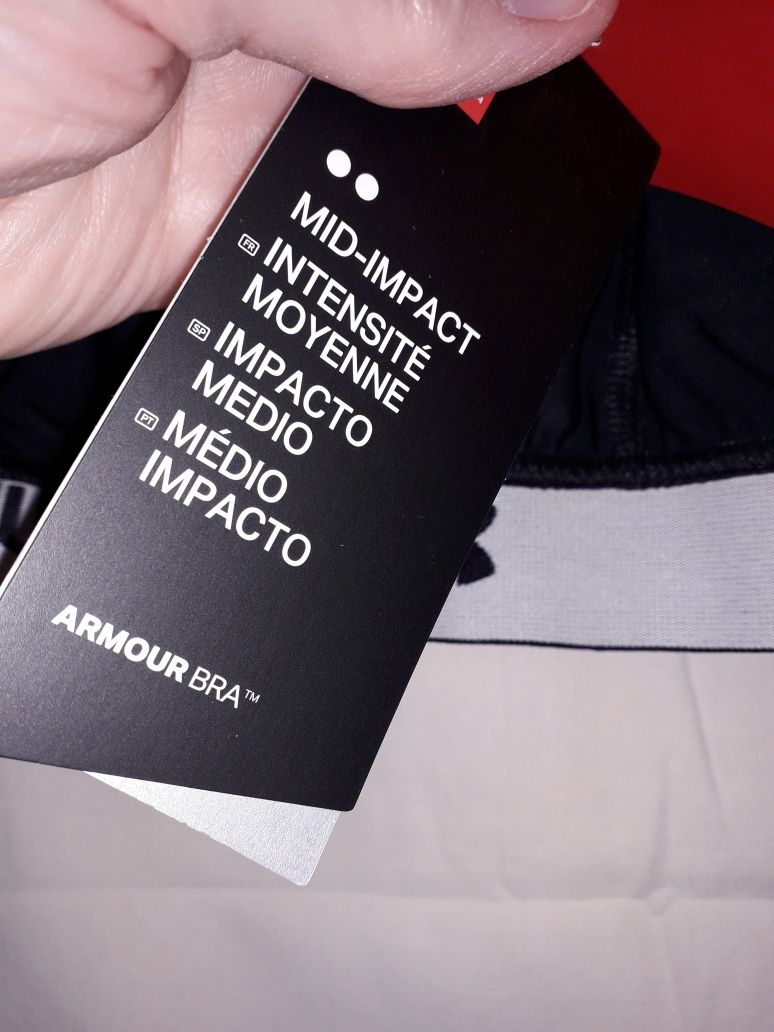 MID-IMPACT
FR INTENSITÉ
MOYENNE
SP IMPACTO
MEDIO
PT MÉDIO
IMPACTO
ARMOUR BRA™